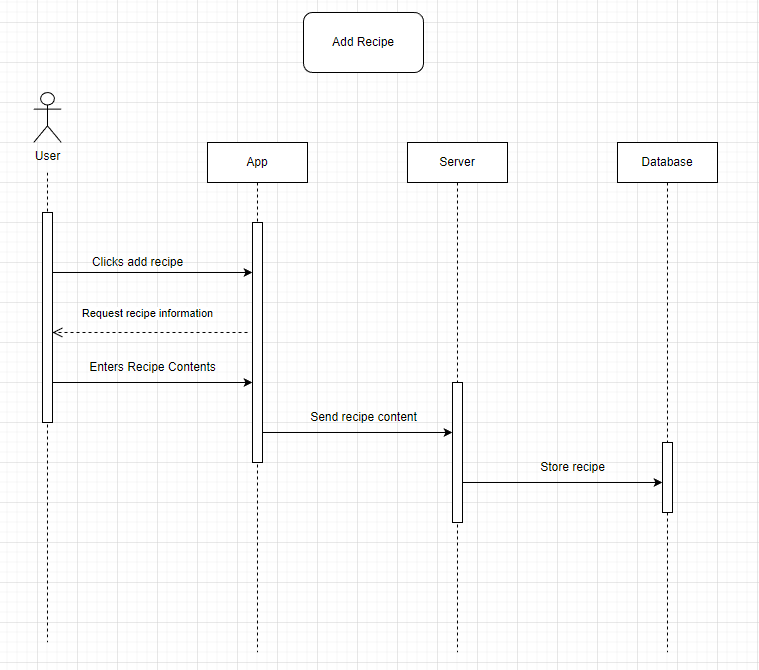 Add Recipe
User
App
Server
Database
Clicks add recipe
Request recipe information
Enters Recipe Contents
Send recipe content
Store recipe